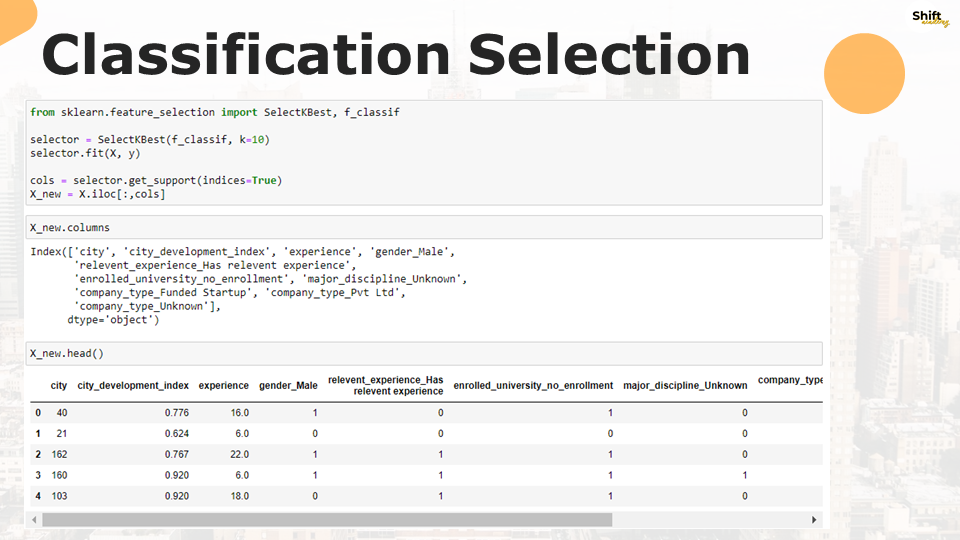 Shift
academy
Classification Selection
from sklearn.feature_selection import SelectKBest, f_classif
selector = SelectKBest(f_classif, k=10)
selector.fit(X, y)
cols = selector.get_support(indices=True)
X_new = X.iloc[:,cols]
X_new.columns
Index(['city', 'city_development_index', 'experience', 'gender_Male',
'relevent_experience_Has relevent experience',
'enrolled_university_no_enrollment', 'major_discipline_Unknown',
'company_type_Funded Startup', 'company_type_Pvt Ltd',
'company_type_Unknown'],
dtype='object')
X_new.head()
city city_development_index experience gender_Male relevent_experience_Has relevent experience enrolled_university_no_enrollment major_discipline_Unknown company_type
0 40 0.776 16.0 1 0 1 0
1 21 0.624 6.0 0 0 0 0
2 162 0.767 22.0 1 1 1 0
3 160 0.920 6.0 1 1 1 1
4 103 0.920 18.0 0 1 1 0